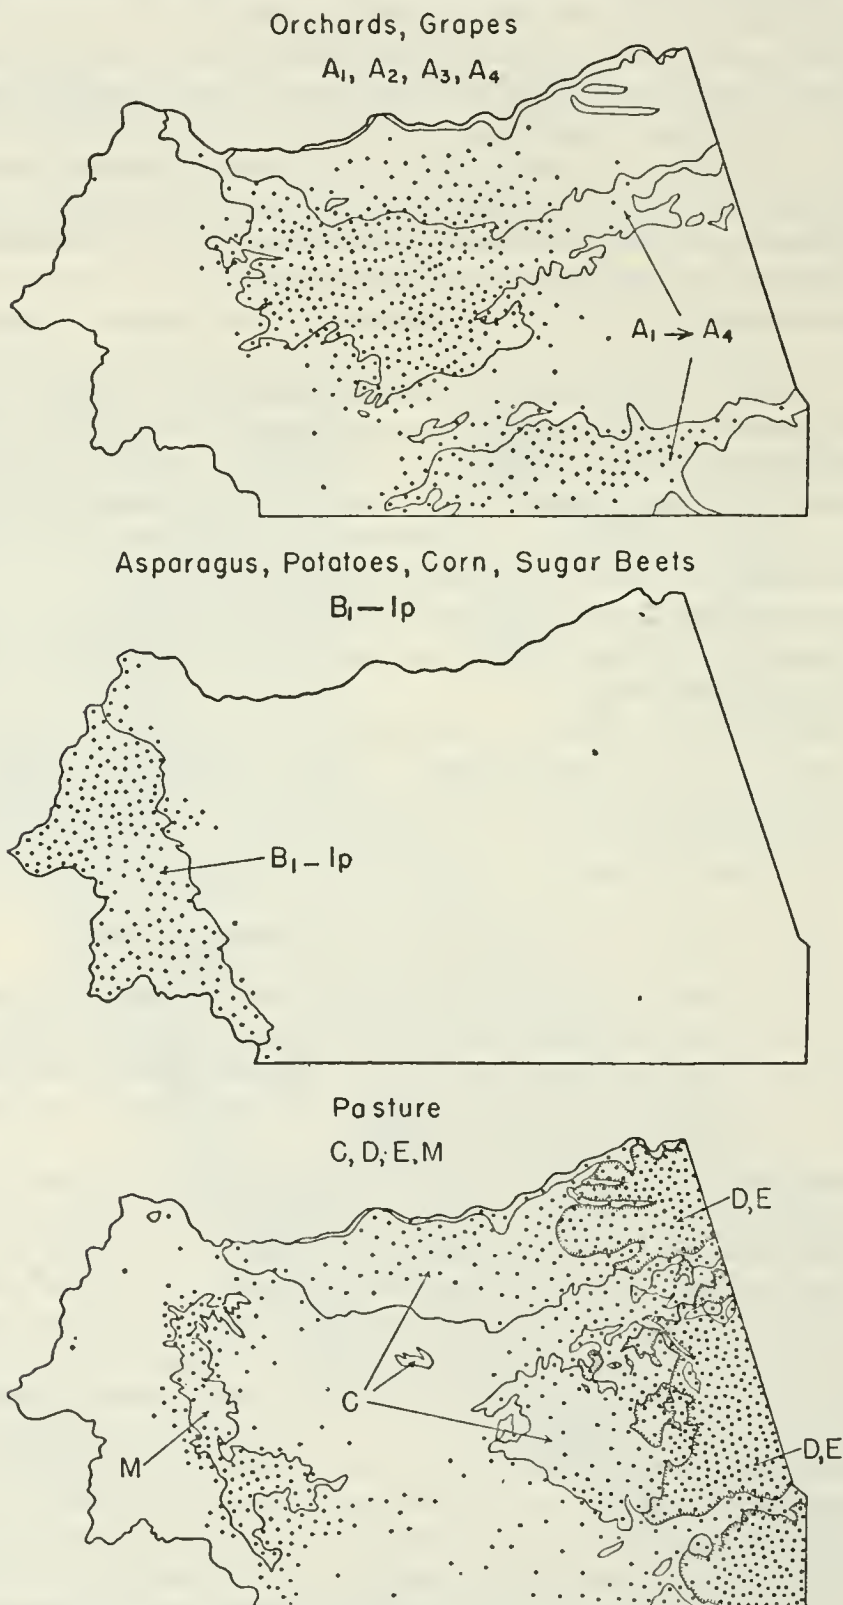 Orchards, Grapes
A₁, A₂, A₃, A₄
A₁ → A₄
Asparagus, Potatoes, Corn, Sugar Beets
B₁ — Ip
B₁ — Ip
Pasture
C, D, E, M
D, E
C
M
D, E